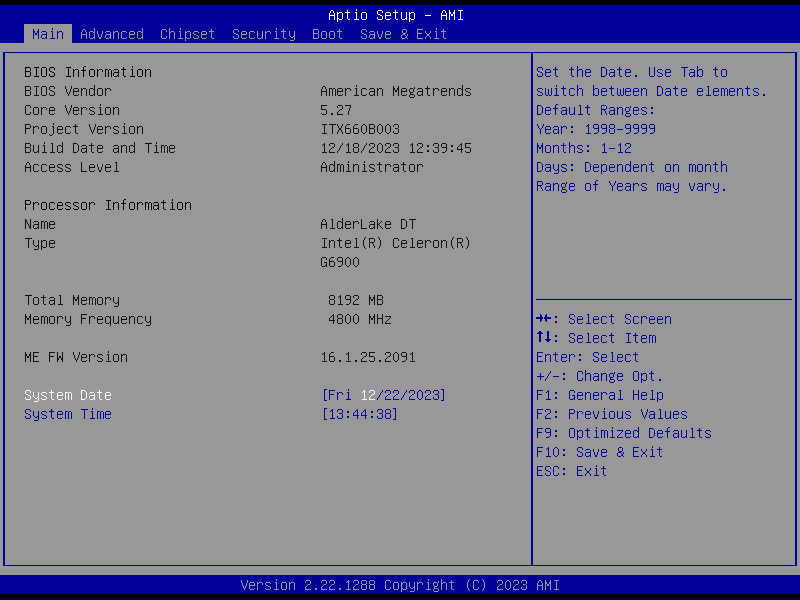 Aptio Setup - AMI
Main Advanced Chipset Security Boot Save & Exit
BIOS Information
BIOS Vendor American Megatrends
Core Version 5.27
Project Version ITX660B003
Build Date and Time 12/18/2023 12:39:45
Access Level Administrator
Processor Information
Name AlderLake DT
Type Intel(R) Celeron(R)
G6900
Total Memory 8192 MB
Memory Frequency 4800 MHz
ME FW Version 16.1.25.2091
System Date [Fri 12/22/2023]
System Time [13:44:38]
Set the Date. Use Tab to
switch between Date elements.
Default Ranges:
Year: 1998-9999
Months: 1-12
Days: Dependent on month
Range of Years may vary.
→←: Select Screen
↑↓: Select Item
Enter: Select
+/-: Change Opt.
F1: General Help
F2: Previous Values
F9: Optimized Defaults
F10: Save & Exit
ESC: Exit
Version 2.22.1288 Copyright (C) 2023 AMI